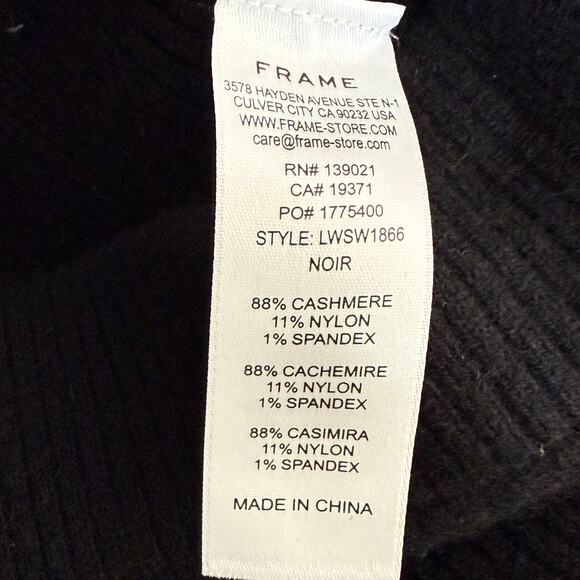 FRAME
3578 HAYDEN AVENUE STE N-1
CULVER CITY CA 90232 USA
WWW.FRAME-STORE.COM
care@frame-store.com
RN# 139021
CA# 19371
PO# 1775400
STYLE: LWSW1866
NOIR
88% CASHMERE
11% NYLON
1% SPANDEX
88% CACHEMIRE
11% NYLON
1% SPANDEX
88% CASIMIRA
11% NYLON
1% SPANDEX
MADE IN CHINA